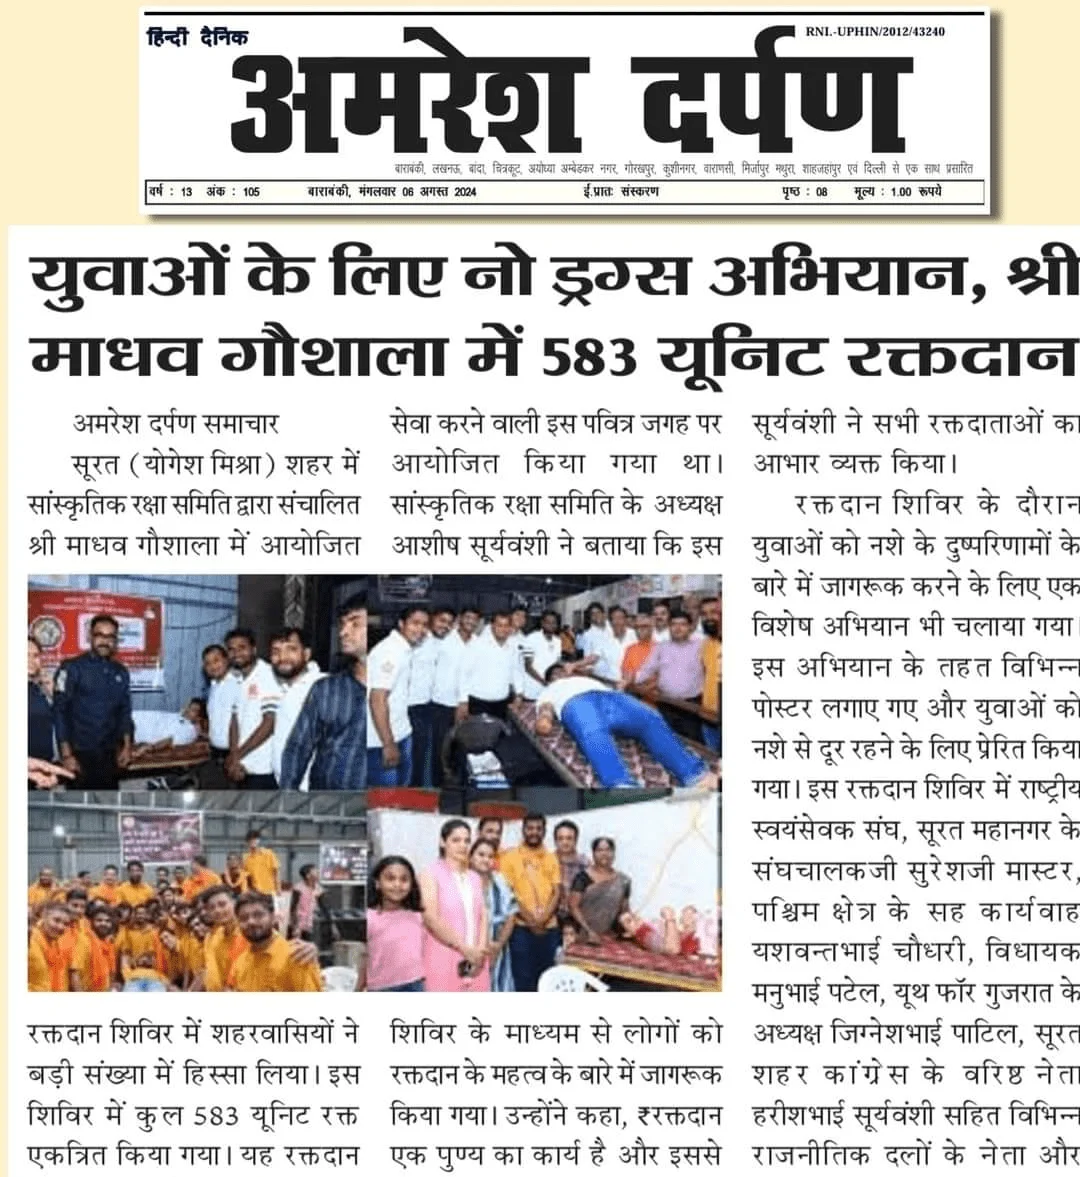 हिन्दी दैनिक
RNI.-UPHIN/2012/43240
अमरेश दर्पण
बाराबंकी, लखनऊ, बांदा, चित्रकूट, अयोध्या अम्बेडकर नगर, गोरखपुर, कुशीनगर, वाराणसी, मिर्जापुर मथुरा, शाहजहांपुर एवं दिल्ली से एक साथ प्रसारित
वर्ष : 13 अंक : 105 बाराबंकी, मंगलवार 06 अगस्त 2024 ई.प्रातः संस्करण पृष्ठ : 08 मूल्य : 1.00 रूपये
युवाओं के लिए नो ड्रग्स अभियान, श्री
माधव गौशाला में 583 यूनिट रक्तदान
अमरेश दर्पण समाचार
सूरत (योगेश मिश्रा) शहर में
सांस्कृतिक रक्षा समिति द्वारा संचालित
श्री माधव गौशाला में आयोजित
रक्तदान शिविर में शहरवासियों ने
बड़ी संख्या में हिस्सा लिया। इस
शिविर में कुल 583 यूनिट रक्त
एकत्रित किया गया। यह रक्तदान
सेवा करने वाली इस पवित्र जगह पर
आयोजित किया गया था।
सांस्कृतिक रक्षा समिति के अध्यक्ष
आशीष सूर्यवंशी ने बताया कि इस
शिविर के माध्यम से लोगों को
रक्तदान के महत्व के बारे में जागरूक
किया गया। उन्होंने कहा, ₹रक्तदान
एक पुण्य का कार्य है और इससे
सूर्यवंशी ने सभी रक्तदाताओं का
आभार व्यक्त किया।
रक्तदान शिविर के दौरान
युवाओं को नशे के दुष्परिणामों के
बारे में जागरूक करने के लिए एक
विशेष अभियान भी चलाया गया।
इस अभियान के तहत विभिन्न
पोस्टर लगाए गए और युवाओं को
नशे से दूर रहने के लिए प्रेरित किया
गया। इस रक्तदान शिविर में राष्ट्रीय
स्वयंसेवक संघ, सूरत महानगर के
संघचालकजी सुरेशजी मास्टर,
पश्चिम क्षेत्र के सह कार्यवाह
यशवन्तभाई चौधरी, विधायक
मनुभाई पटेल, यूथ फॉर गुजरात के
अध्यक्ष जिग्नेशभाई पाटिल, सूरत
शहर कांग्रेस के वरिष्ठ नेता
हरीशभाई सूर्यवंशी सहित विभिन्न
राजनीतिक दलों के नेता और